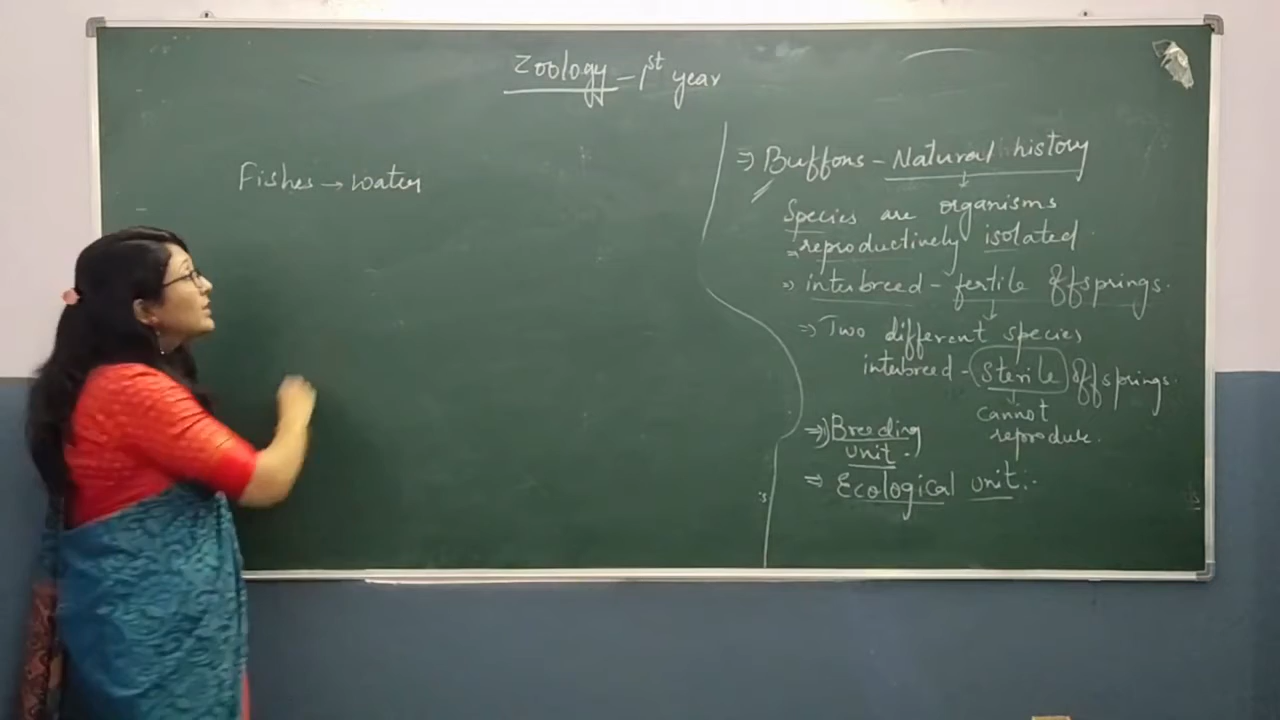 Zoology - 1st year
Fishes → water
⇒ Buffons - Natural history
Species are organisms
⇒ reproductively isolated.
⇒ interbreed - fertile offsprings.
⇒ Two different species
interbreed - sterile offsprings.
cannot
reproduce.
⇒ Breeding
unit.
⇒ Ecological unit.